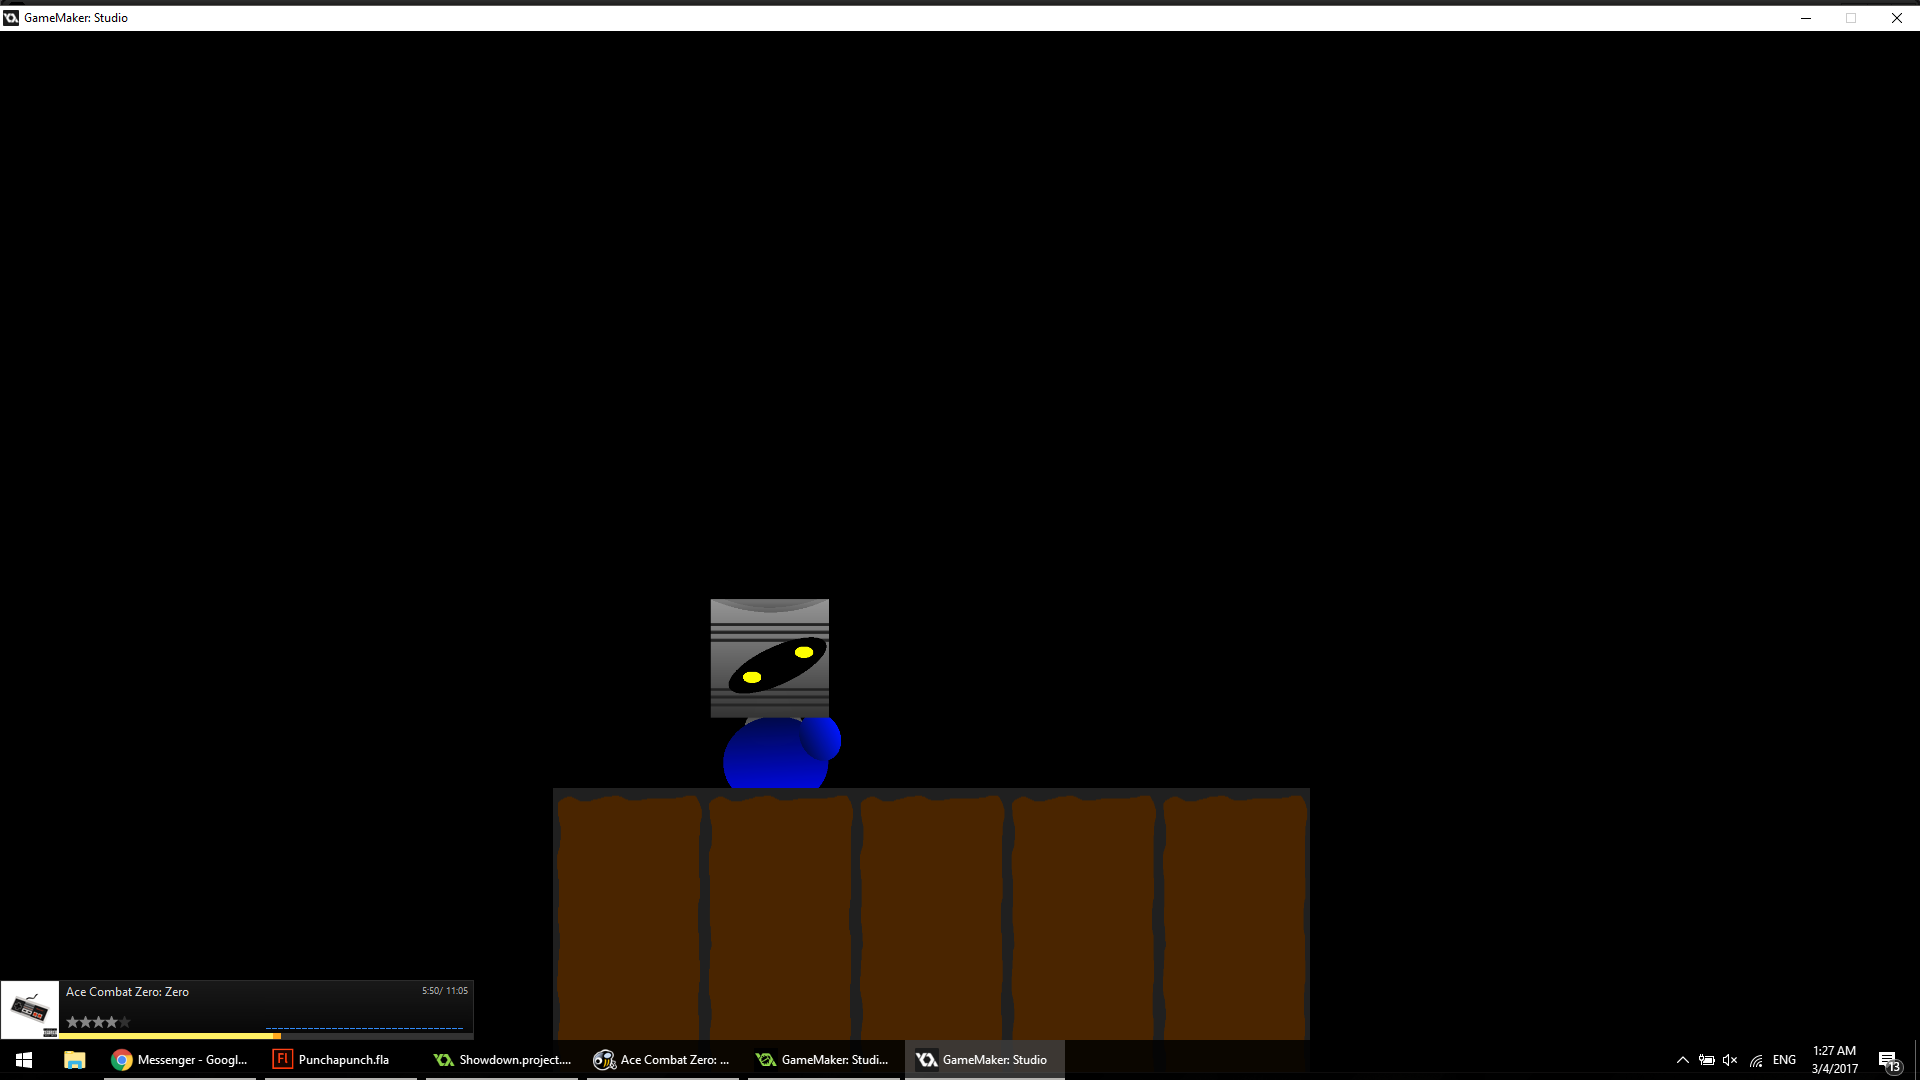 GameMaker: Studio
Ace Combat Zero: Zero
5:50/ 11:05
Messenger - Googl...
Fl
Punchapunch.fla
Showdown.project....
Ace Combat Zero: ...
GameMaker: Studi...
GameMaker: Studio
ENG
1:27 AM
3/4/2017
13